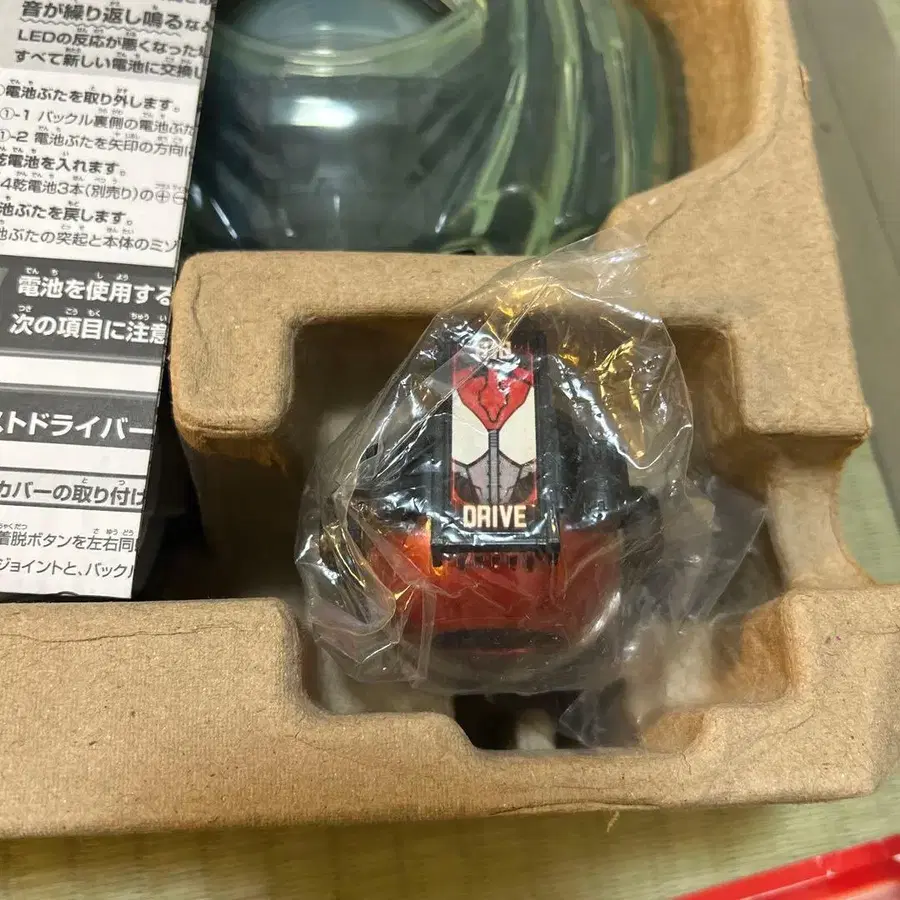 音が繰り返し鳴るな
LEDの反応が悪くなった
すべて新しい電池に交換し
電池ぶたを取り外します。
①-1 バックル裏側の電池ぶた
①-2 電池ぶたを矢印の方向に
乾電池を入れます。
4乾電池3本(別売り)の⊕⊖
池ぶたを戻します。
池ぶたの突起と本体のミゾ
電池を使用する
次の項目に注意
ストドライバー
カバーの取り付け
着脱ボタンを左右同
ジョイントと、バックル
DRIVE